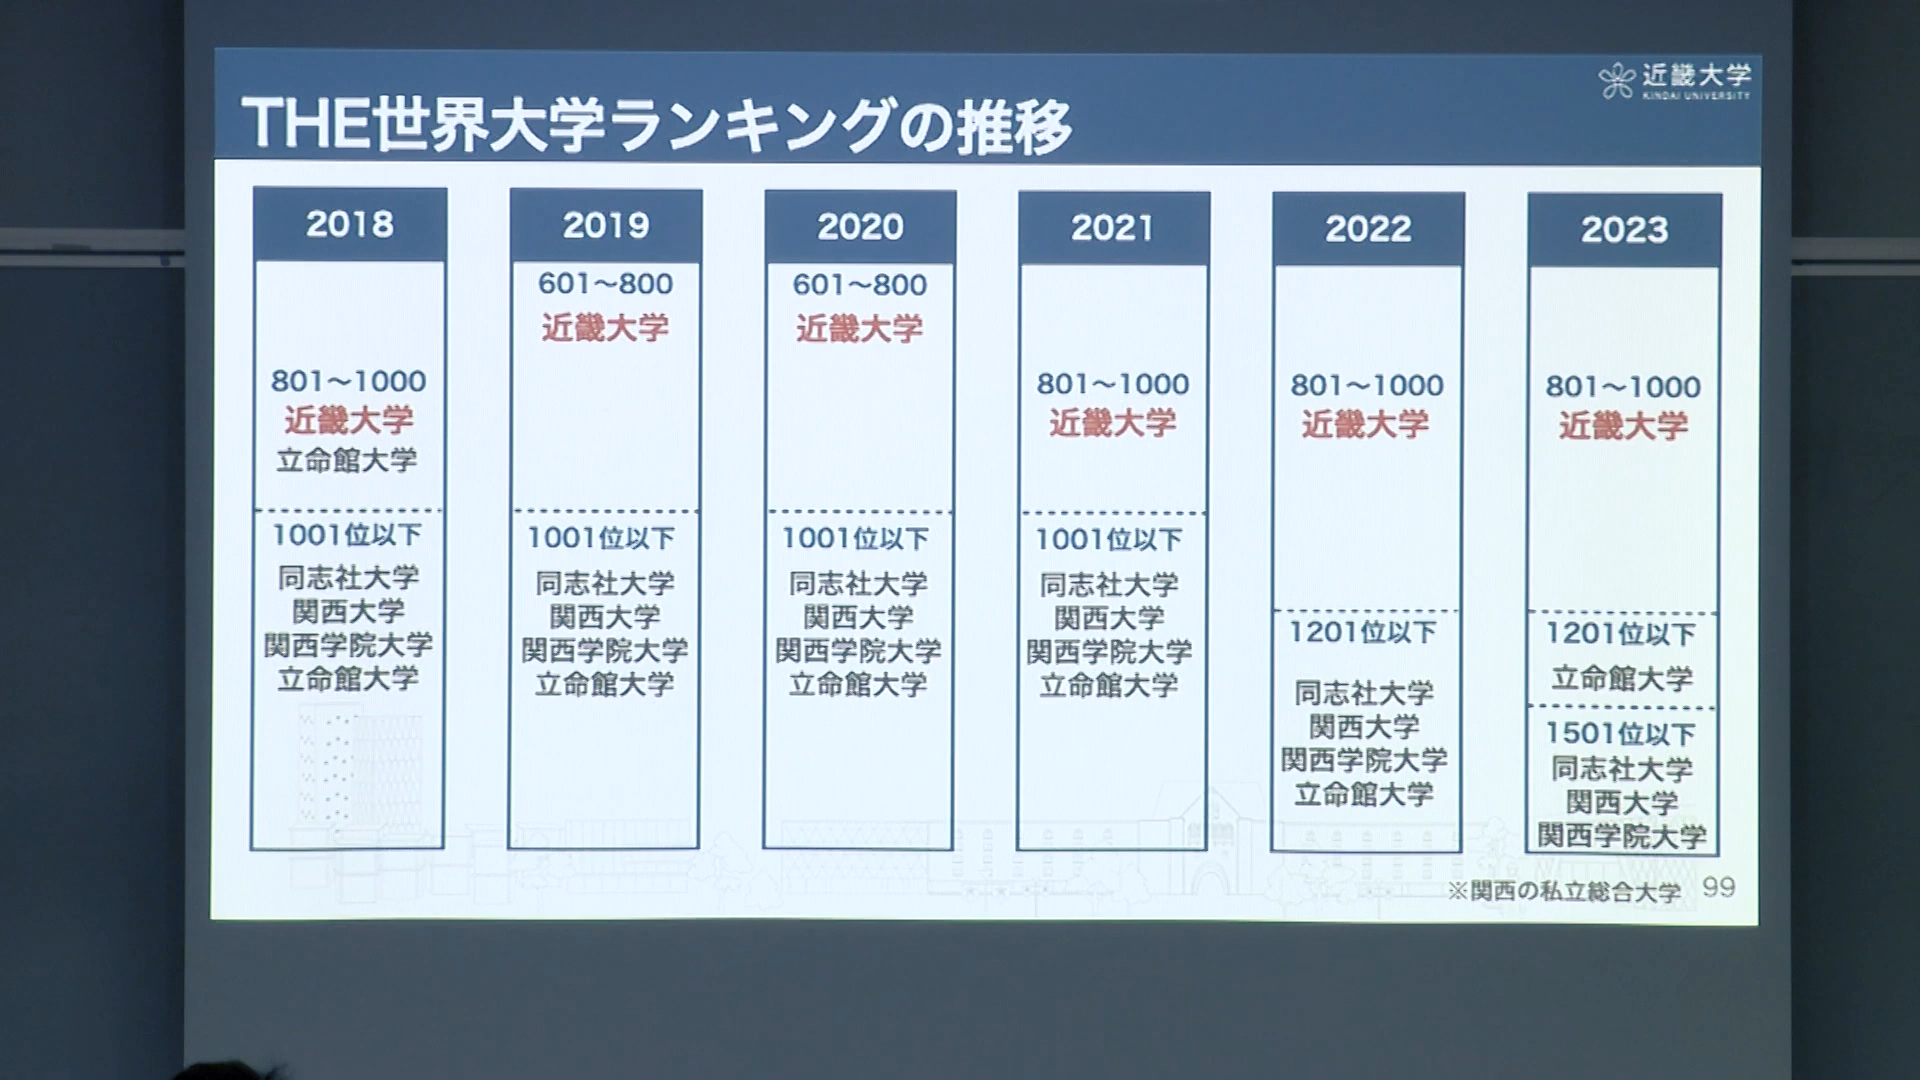 近畿大学
KINDAI UNIVERSITY
THE世界大学ランキングの推移
2018
801～1000
近畿大学
立命館大学
1001位以下
同志社大学
関西大学
関西学院大学
立命館大学
2019
601～800
近畿大学
1001位以下
同志社大学
関西大学
関西学院大学
立命館大学
2020
601～800
近畿大学
1001位以下
同志社大学
関西大学
関西学院大学
立命館大学
2021
801～1000
近畿大学
1001位以下
同志社大学
関西大学
関西学院大学
立命館大学
2022
801～1000
近畿大学
1201位以下
同志社大学
関西大学
関西学院大学
立命館大学
2023
801～1000
近畿大学
1201位以下
立命館大学
1501位以下
同志社大学
関西大学
関西学院大学
※関西の私立総合大学
99